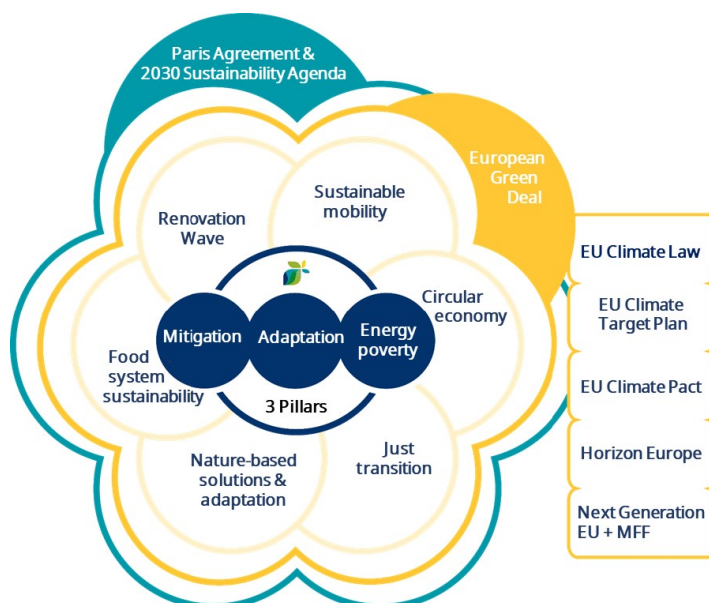 Paris Agreement &
2030 Sustainability Agenda
European
Green
Deal
Sustainable
mobility
Renovation
Wave
EU Climate Law
Circular
economy
EU Climate
Target Plan
Mitigation
Adaptation
Energy
poverty
Food
system
sustainability
EU Climate Pact
3 Pillars
Just
transition
Nature-based
solutions &
adaptation
Horizon Europe
Next Generation
EU + MFF